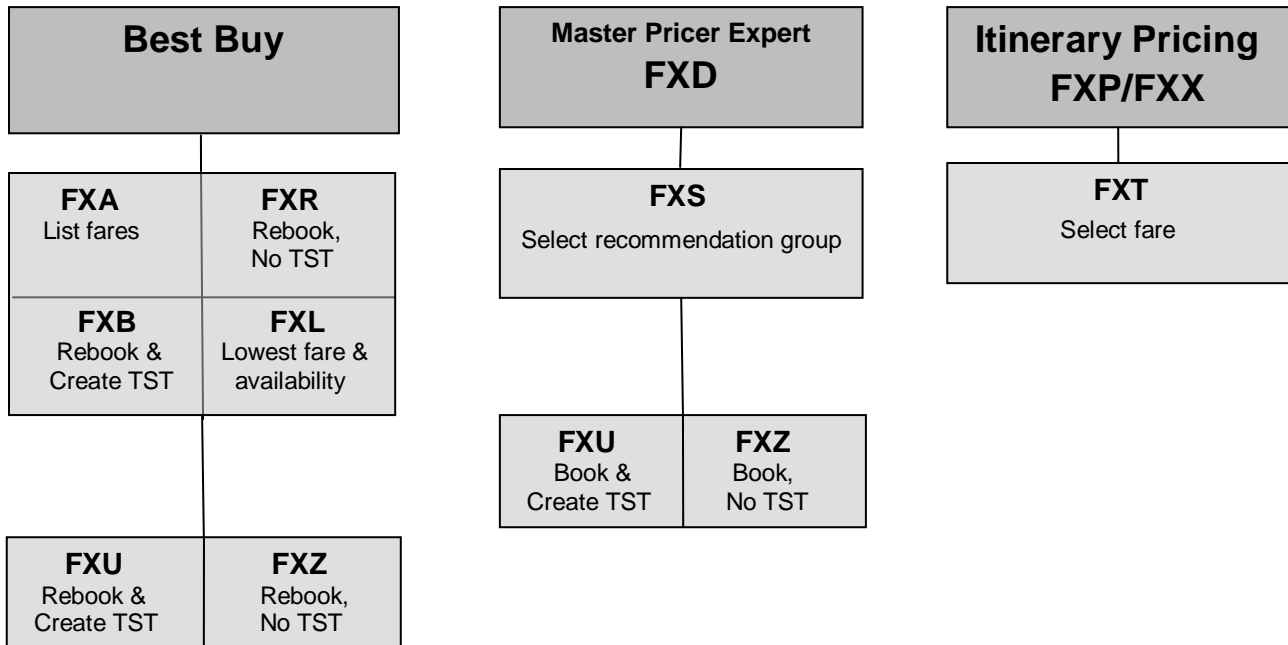 Best Buy
FXA
List fares
FXR
Rebook,
No TST
FXB
Rebook &
Create TST
FXL
Lowest fare &
availability
FXU
Rebook &
Create TST
FXZ
Rebook,
No TST
Master Pricer Expert
FXD
FXS
Select recommendation group
FXU
Book &
Create TST
FXZ
Book,
No TST
Itinerary Pricing
FXP/FXX
FXT
Select fare